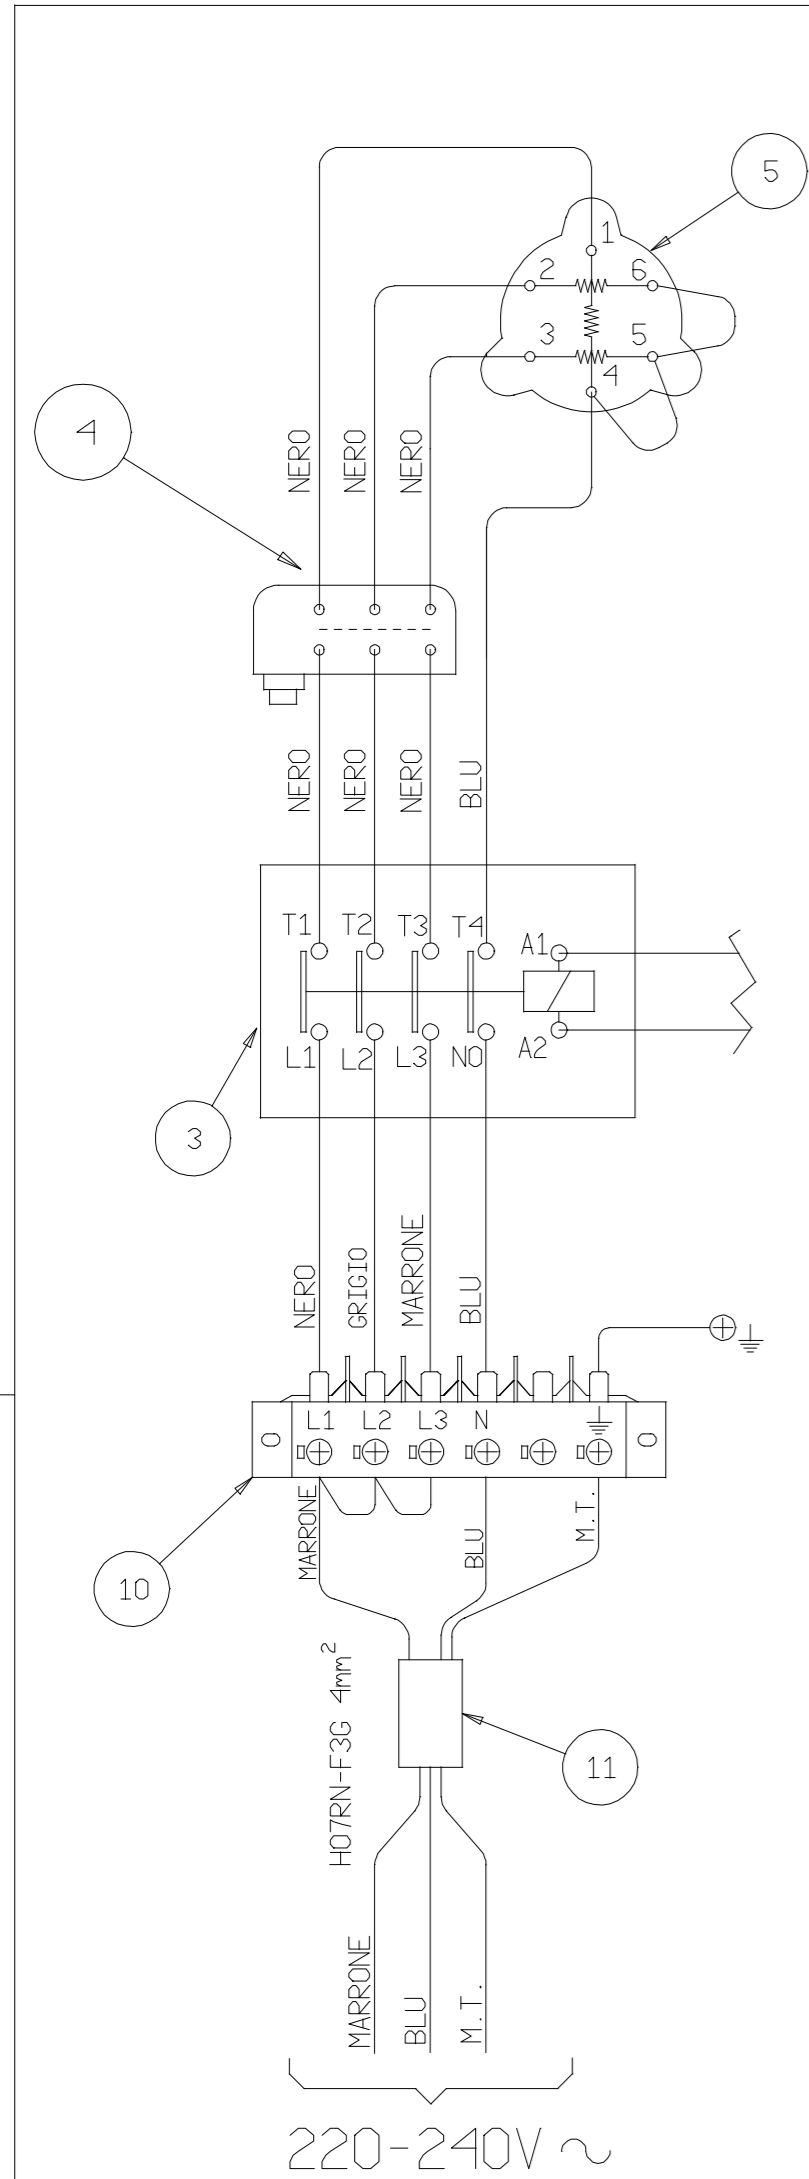 5
1
2 6
3 5
4
4
NERO
NERO
NERO
NERO
NERO
NERO
BLU
T1 T2 T3 T4 A1
L1 L2 L3 NO A2
3
NERO
GRIGIO
MARRONE
BLU
L1 L2 L3 N
MARRONE
BLU
M.T.
10
H07RN-F3G 4mm²
11
MARRONE
BLU
M.T.
220-240V ~